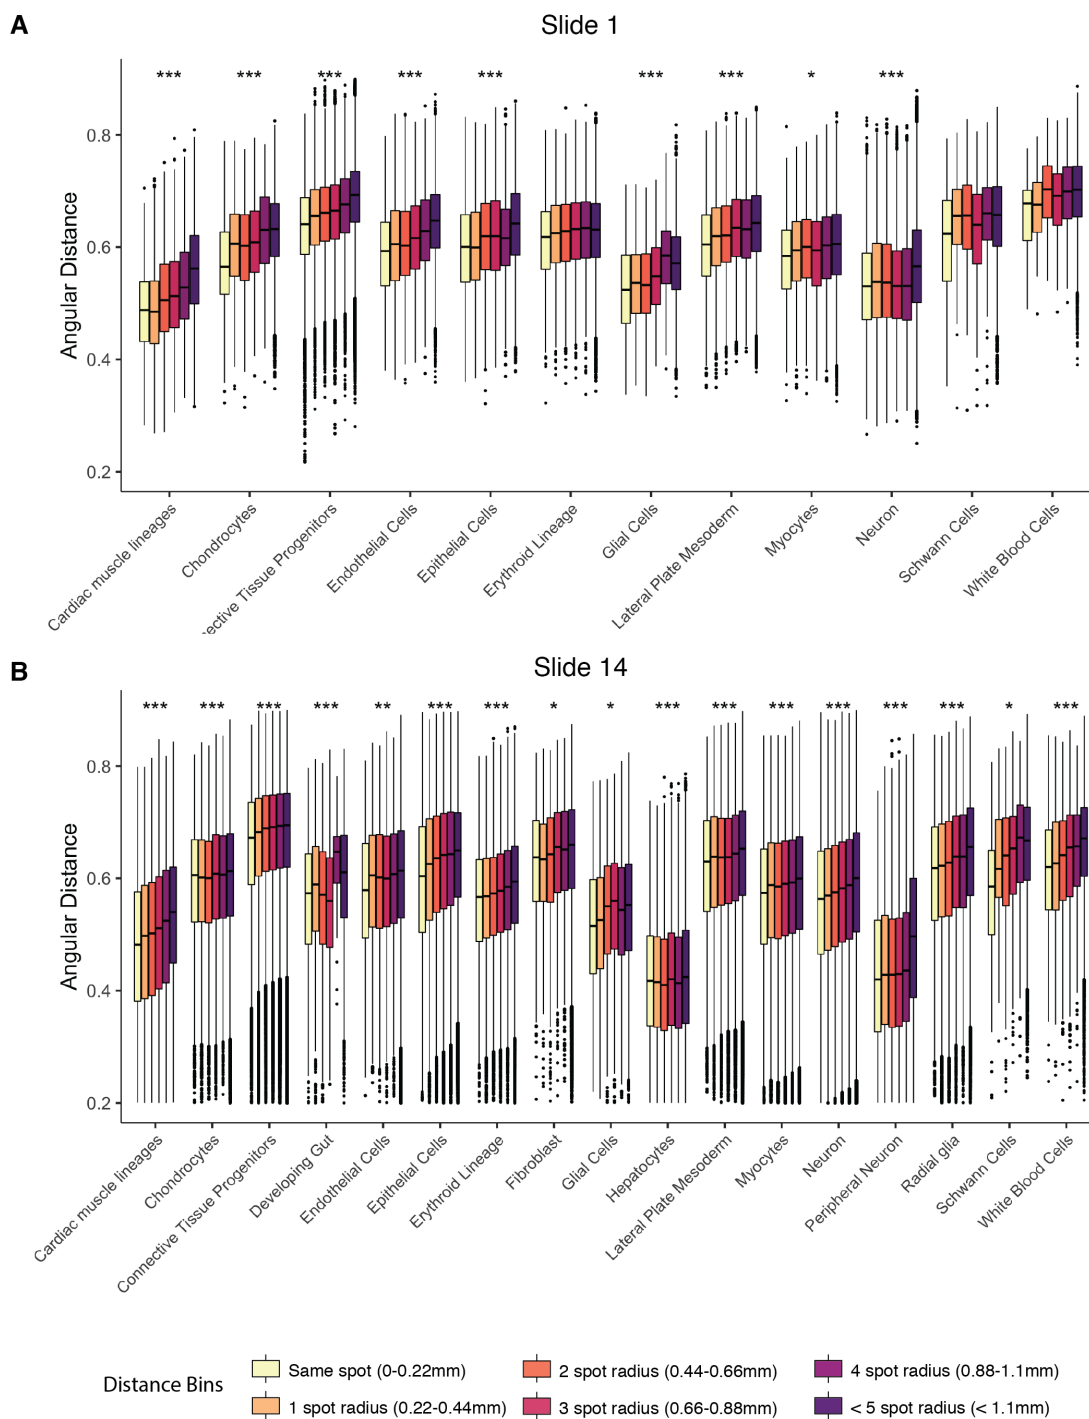 A
Slide 1
*** *** *** *** *** *** *** * ***
Angular Distance
0.8
0.6
0.4
0.2
Cardiac muscle lineages
Chondrocytes
ective Tissue Progenitors
Endothelial Cells
Epithelial Cells
Erythroid Lineage
Glial Cells
Lateral Plate Mesoderm
Myocytes
Neuron
Schwann Cells
White Blood Cells
B
Slide 14
*** *** *** *** ** *** *** * * *** *** *** *** *** *** * ***
Angular Distance
0.8
0.6
0.4
0.2
Cardiac muscle lineages
Chondrocytes
Connective Tissue Progenitors
Developing Gut
Endothelial Cells
Epithelial Cells
Erythroid Lineage
Fibroblast
Glial Cells
Hepatocytes
Lateral Plate Mesoderm
Myocytes
Neuron
Peripheral Neuron
Radial glia
Schwann Cells
White Blood Cells
Distance Bins
Same spot (0-0.22mm)
1 spot radius (0.22-0.44mm)
2 spot radius (0.44-0.66mm)
3 spot radius (0.66-0.88mm)
4 spot radius (0.88-1.1mm)
< 5 spot radius (< 1.1mm)